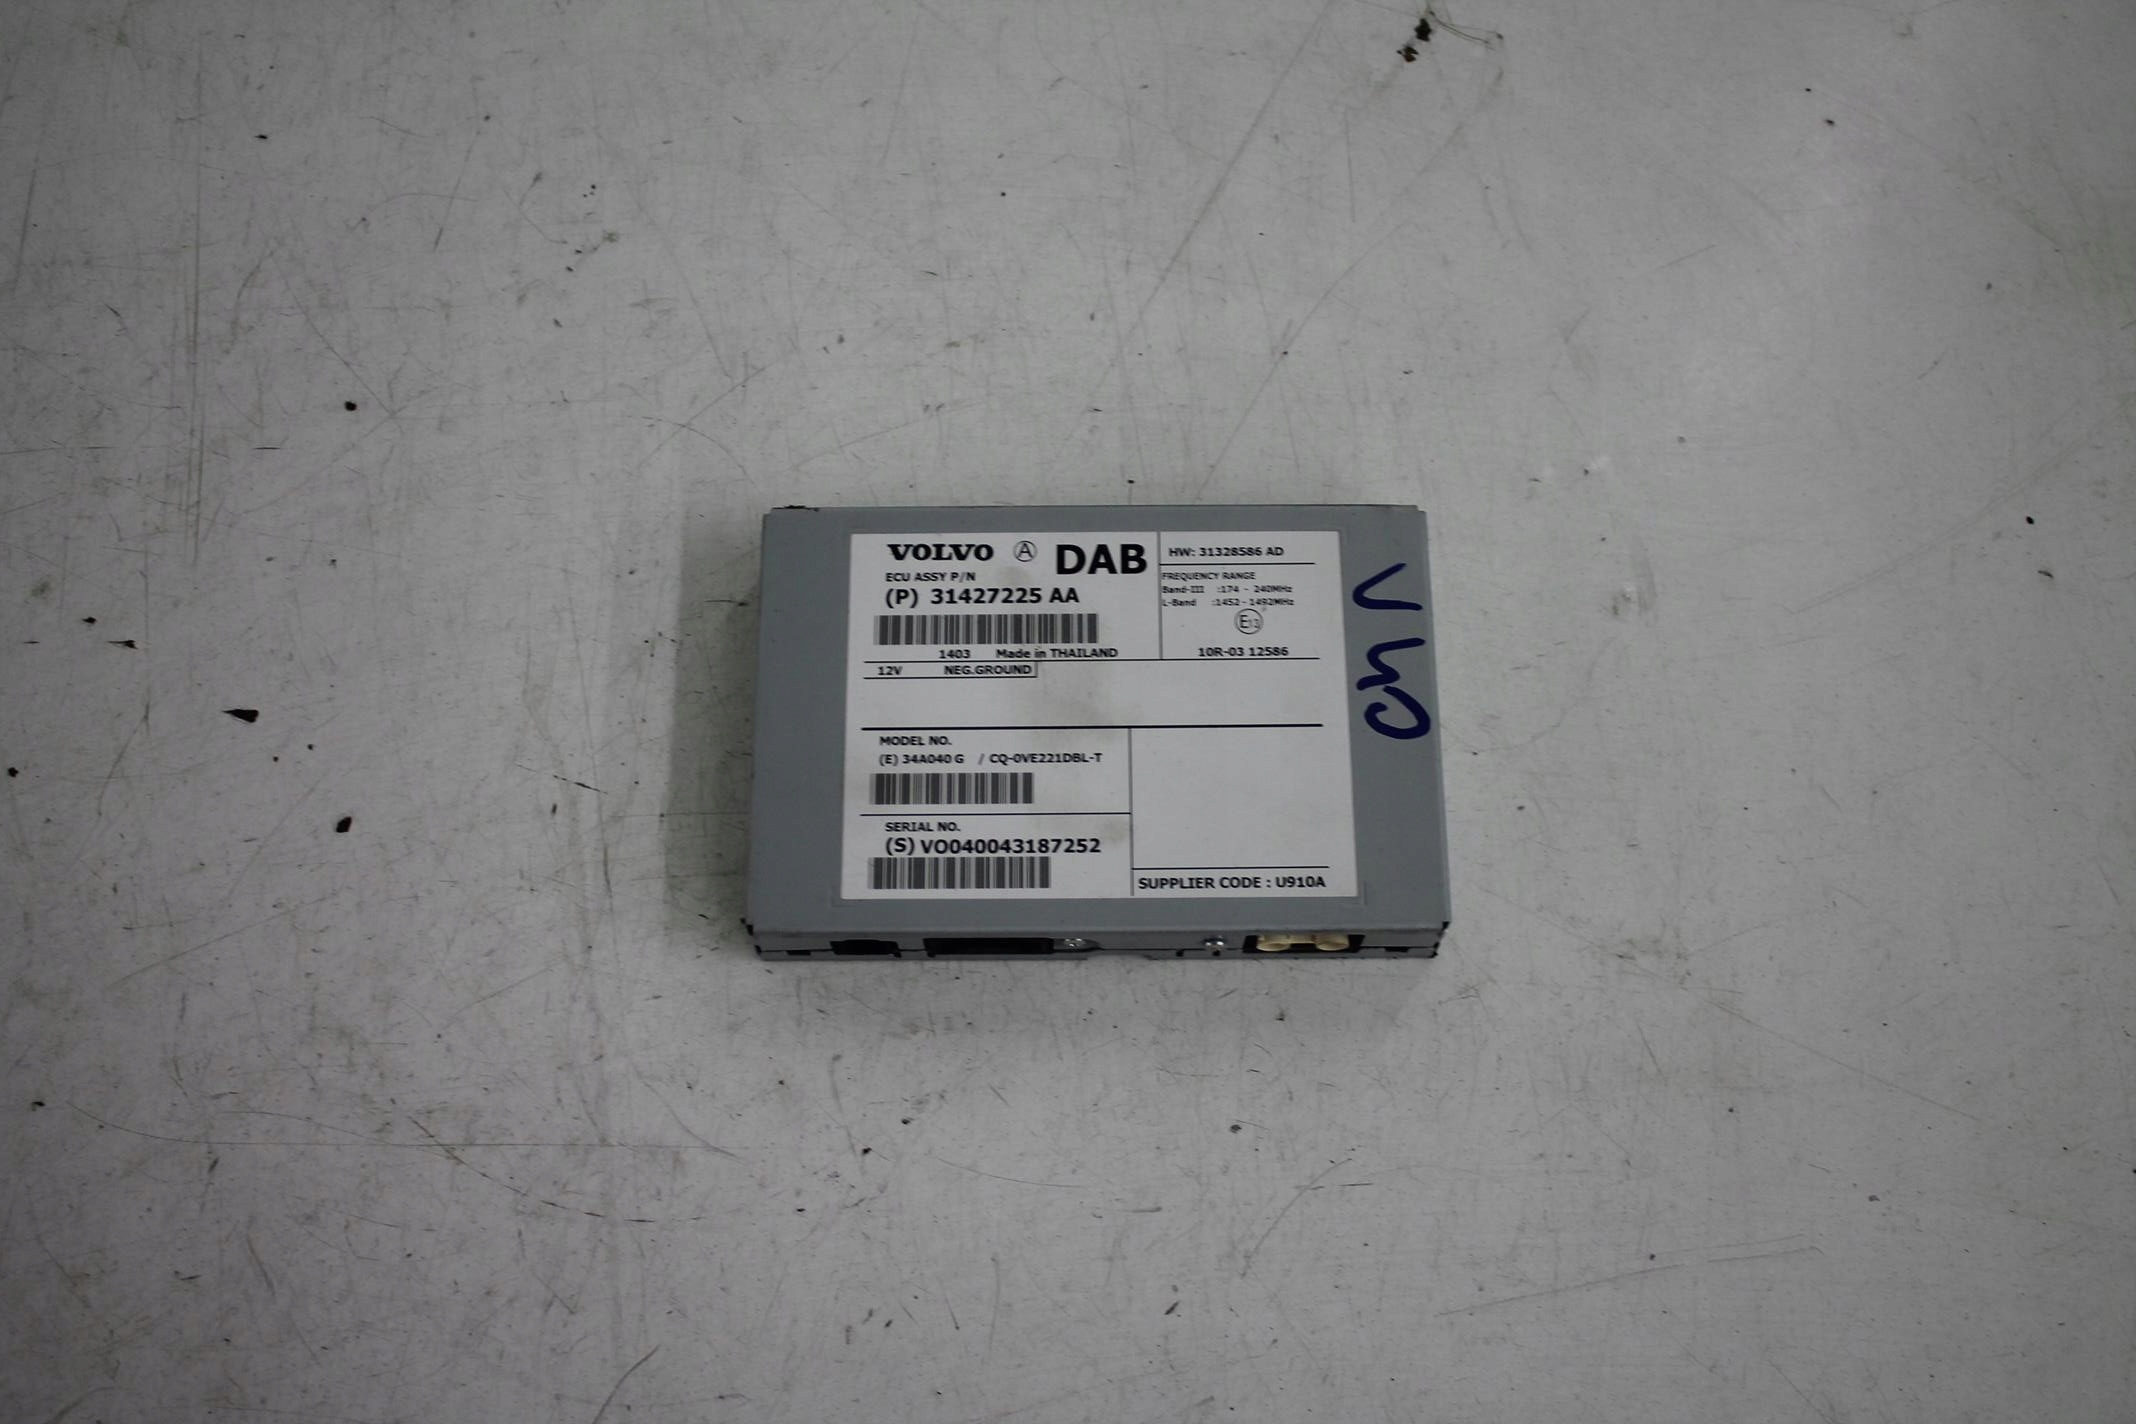 VOLVO A DAB
ECU ASSY P/N
(P) 31427225 AA
1403 Made in THAILAND
12V NEG.GROUND
HW: 31328586 AD
FREQUENCY RANGE
Band-III :174 - 240MHz
L-Band :1452 - 1492MHz
E13
10R-03 12586
MODEL NO.
(E) 34A040 G / CQ-0VE221DBL-T
SERIAL NO.
(S) VO040043187252
SUPPLIER CODE : U910A
V40